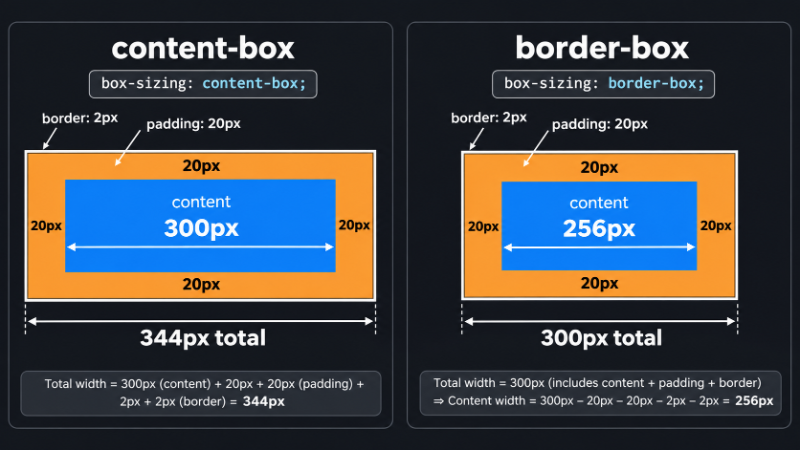 content-box
box-sizing: content-box;
border: 2px
padding: 20px
20px
content
20px
300px
20px
20px
344px total
Total width = 300px (content) + 20px + 20px (padding) +
2px + 2px (border) = 344px
border-box
box-sizing: border-box;
border: 2px
padding: 20px
20px
content
20px
256px
20px
20px
300px total
Total width = 300px (includes content + padding + border)
⇒ Content width = 300px – 20px – 20px – 2px – 2px = 256px